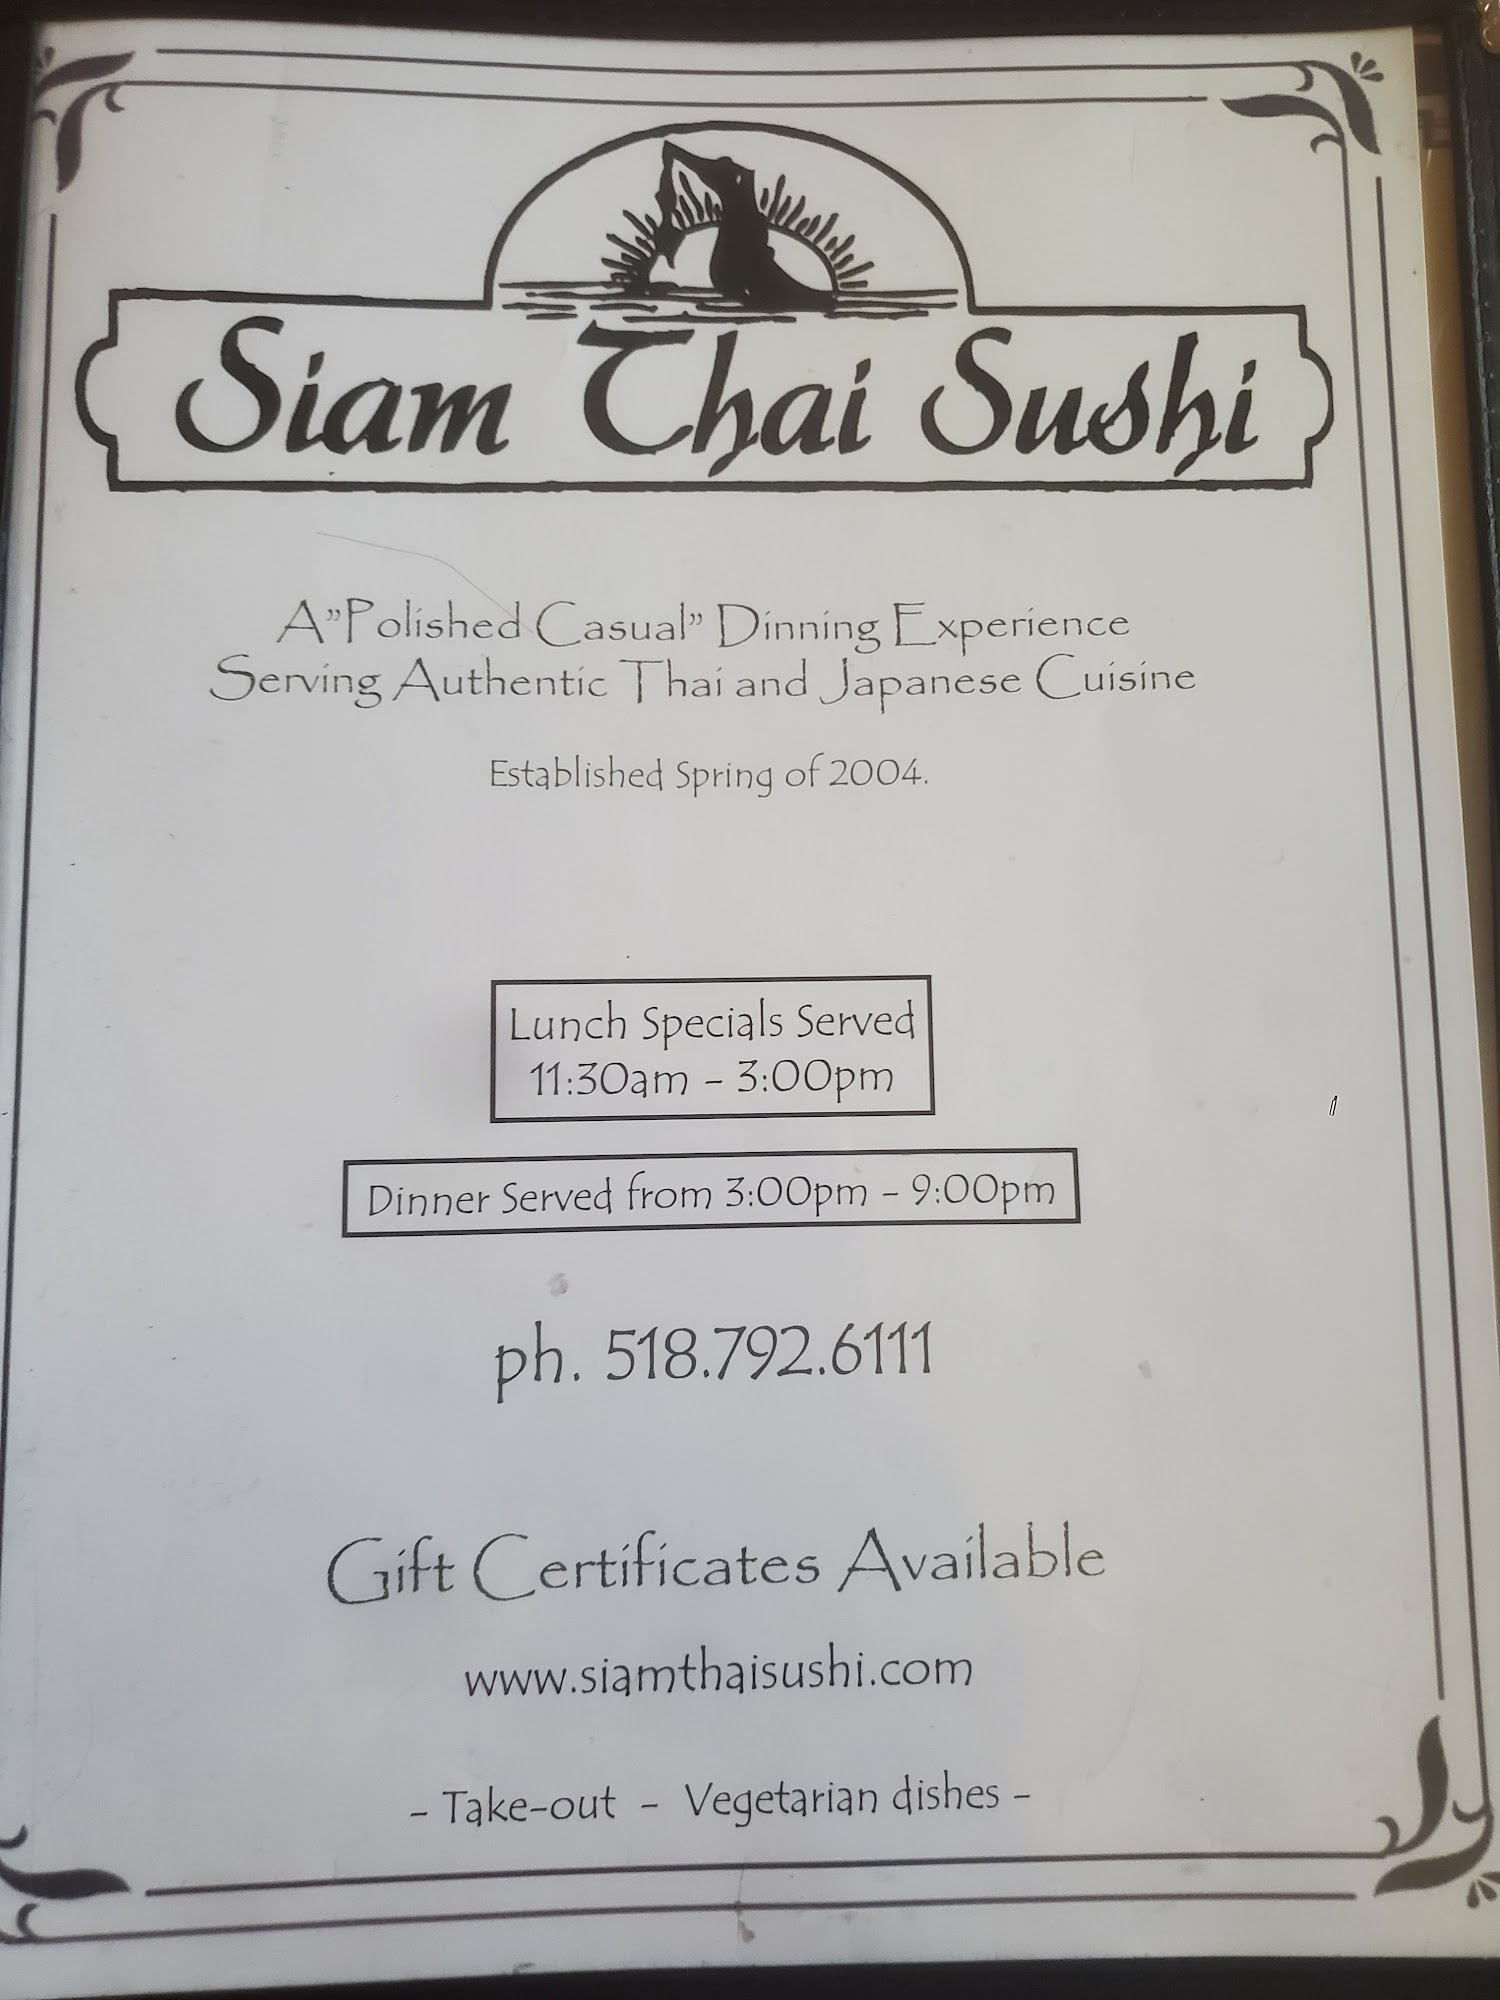 Siam Thai Sushi
A”Polished Casual” Dinning Experience
Serving Authentic Thai and Japanese Cuisine
Established Spring of 2004.
Lunch Specials Served
11:30am - 3:00pm
Dinner Served from 3:00pm - 9:00pm
ph. 518.792.6111
Gift Certificates Available
www.siamthaisushi.com
- Take-out - Vegetarian dishes -